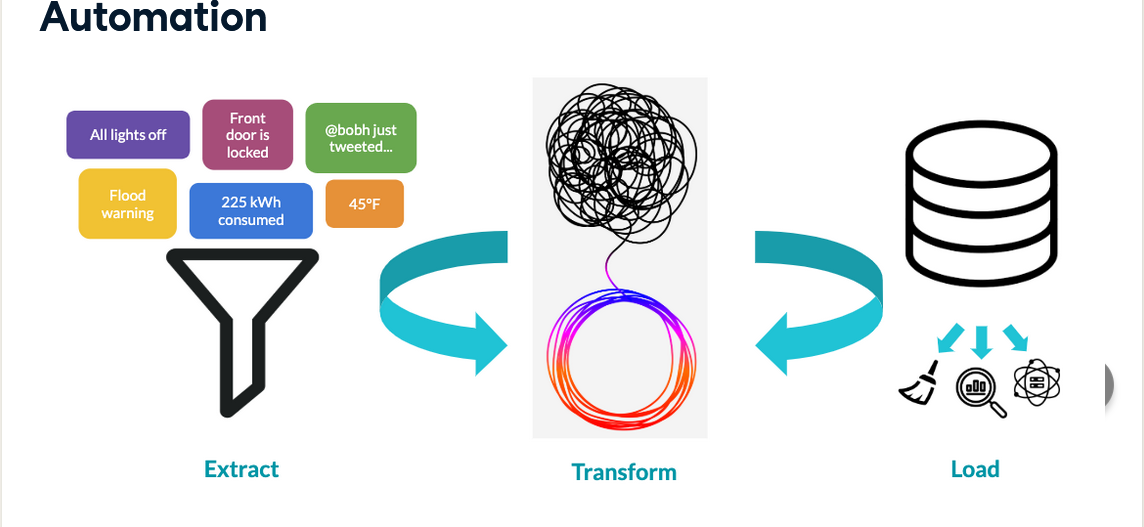 Automation
All lights off
Front
door is
locked
@bobh just
tweeted...
Flood
warning
225 kWh
consumed
45°F
Extract
Transform
Load